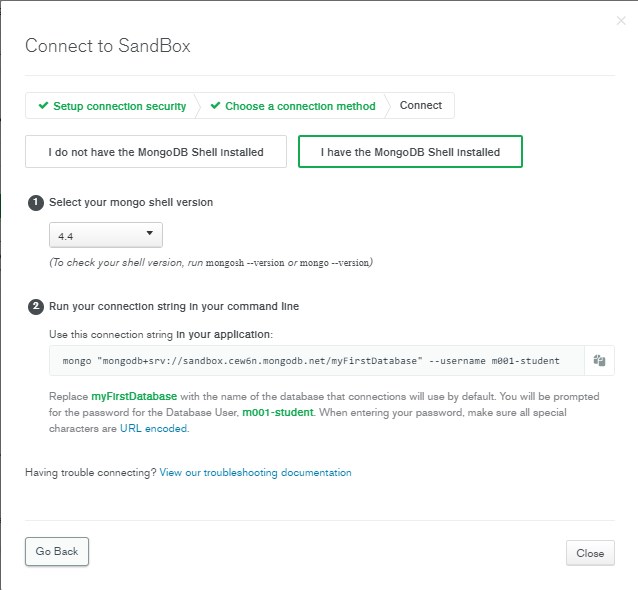 Connect to SandBox
Setup connection security
Choose a connection method
Connect
I do not have the MongoDB Shell installed
I have the MongoDB Shell installed
1 Select your mongo shell version
4.4
(To check your shell version, run mongosh --version or mongo --version)
2 Run your connection string in your command line
Use this connection string in your application:
mongo "mongodb+srv://sandbox.cew6n.mongodb.net/myFirstDatabase" --username m001-student
Replace myFirstDatabase with the name of the database that connections will use by default. You will be prompted
for the password for the Database User, m001-student. When entering your password, make sure all special
characters are URL encoded.
Having trouble connecting? View our troubleshooting documentation
Go Back
Close